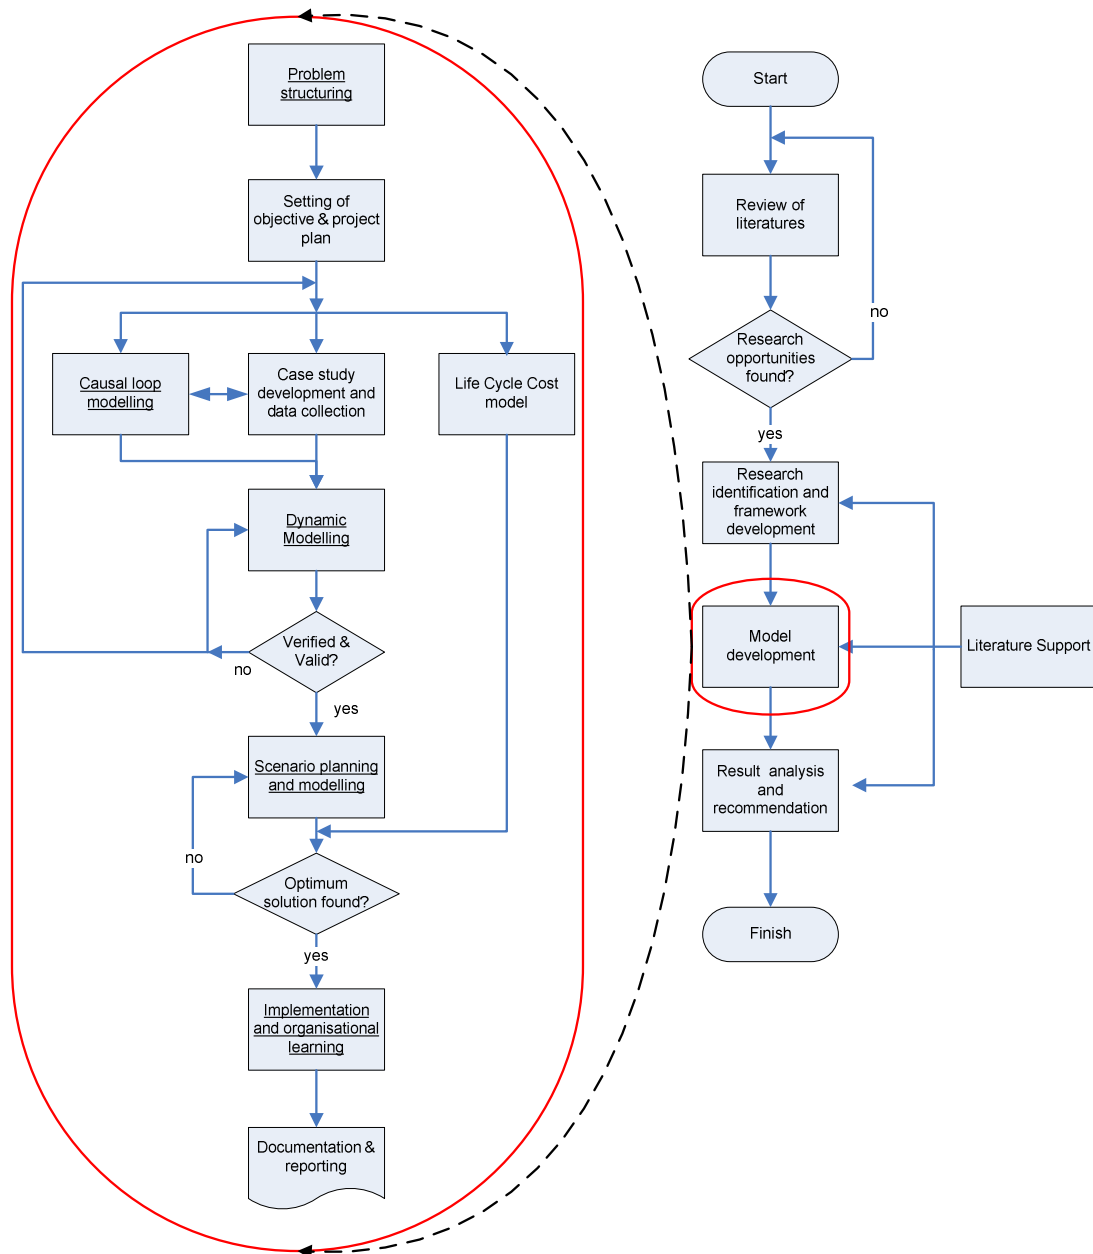 Problem
structuring
Setting of
objective & project
plan
Causal loop
modelling
Case study
development and
data collection
Life Cycle Cost
model
Dynamic
Modelling
Verified &
Valid?
no
yes
Scenario planning
and modelling
no
Optimum
solution found?
yes
Implementation
and organisational
learning
Documentation &
reporting
Start
Review of
literatures
no
Research
opportunities
found?
yes
Research
identification and
framework
development
Model
development
Literature Support
Result analysis
and
recommendation
Finish